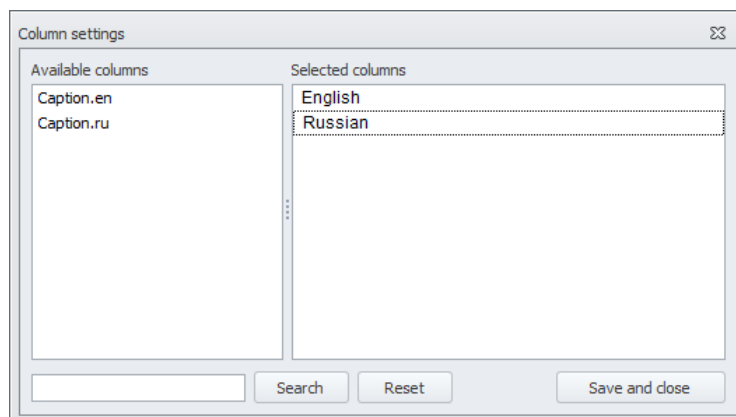 Column settings
Available columns
Selected columns
Caption.en
Caption.ru
English
Russian
Search
Reset
Save and close